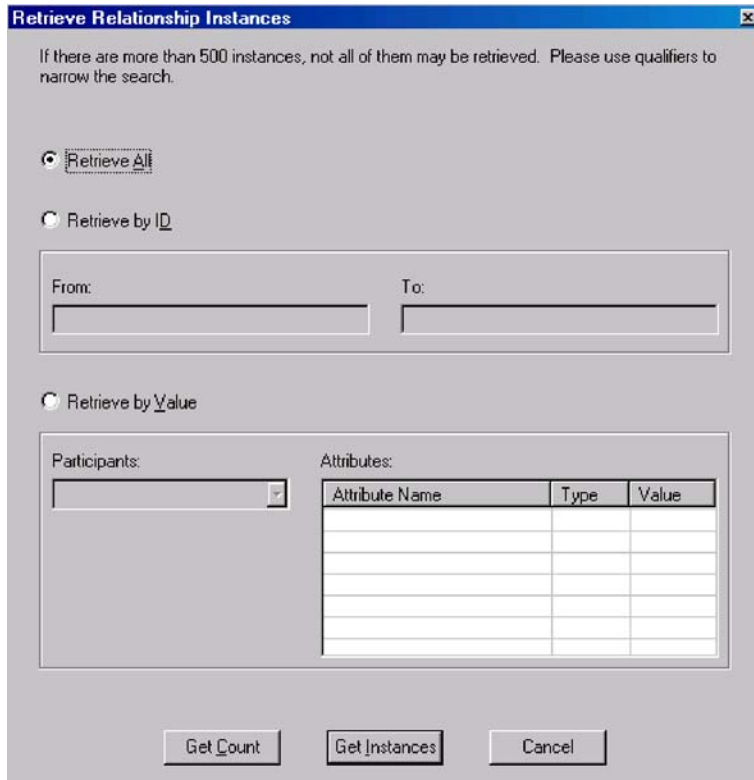 Retrieve Relationship Instances
If there are more than 500 instances, not all of them may be retrieved. Please use qualifiers to
narrow the search.
Retrieve All
Retrieve by ID
From: To:
Retrieve by Value
Participants: Attributes:
Attribute Name Type Value
Get Count Get Instances Cancel